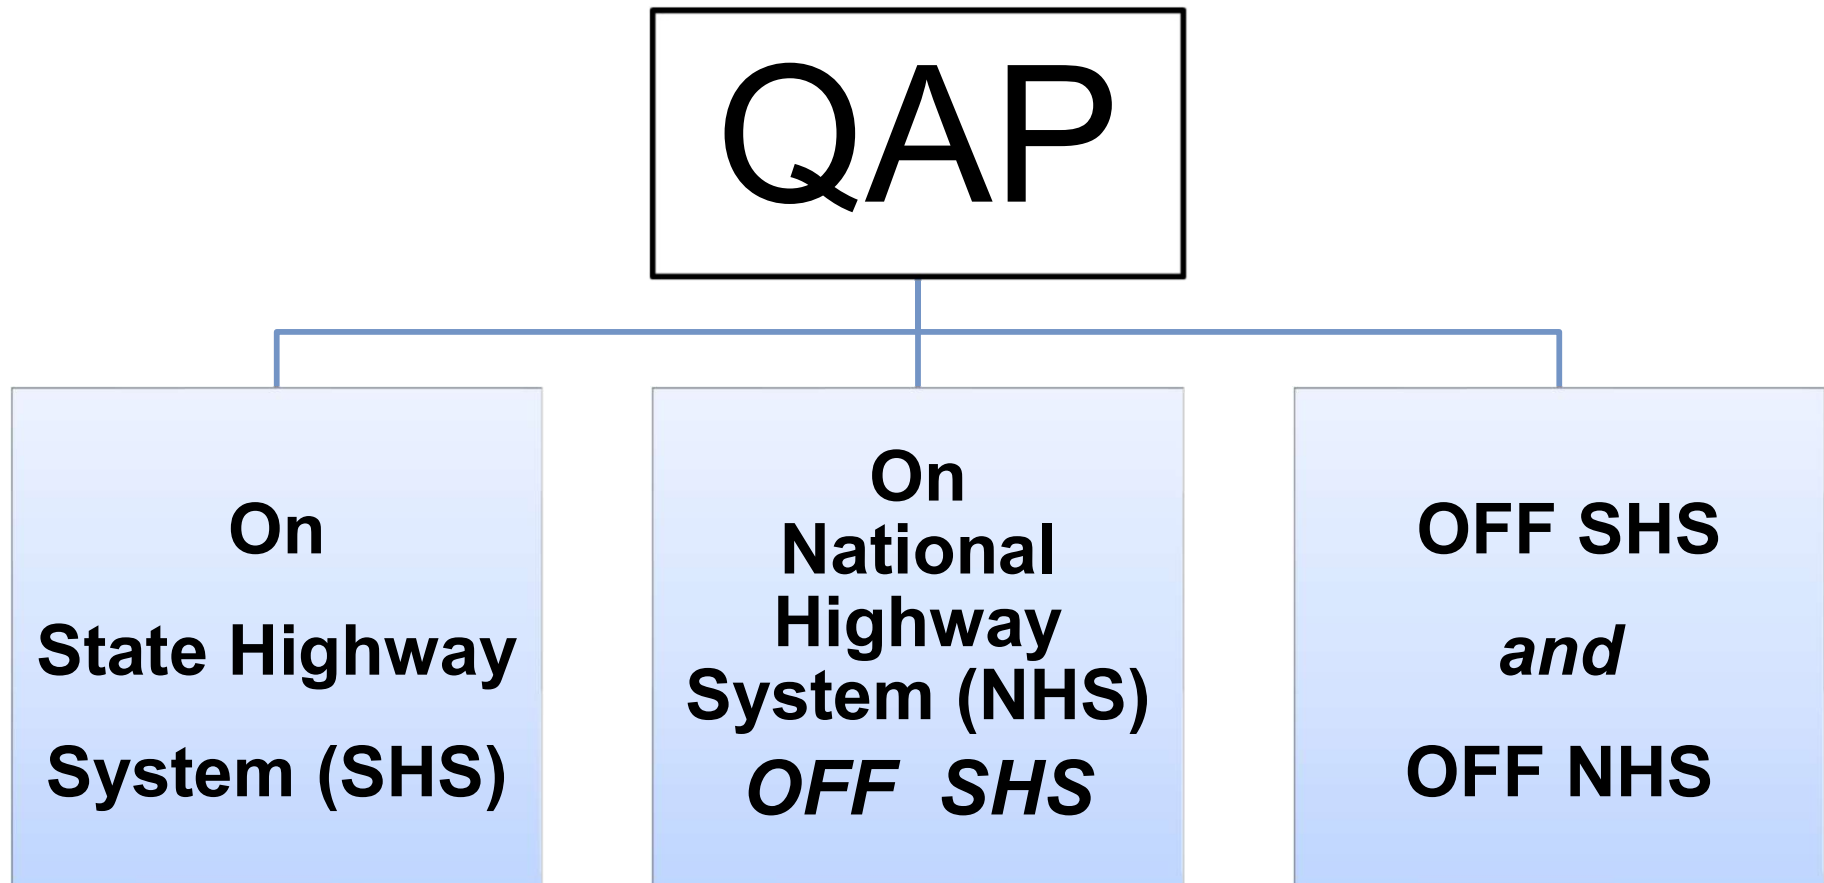 QAP
On
State Highway
System (SHS)
On
National
Highway
System (NHS)
OFF SHS
OFF SHS
and
OFF NHS